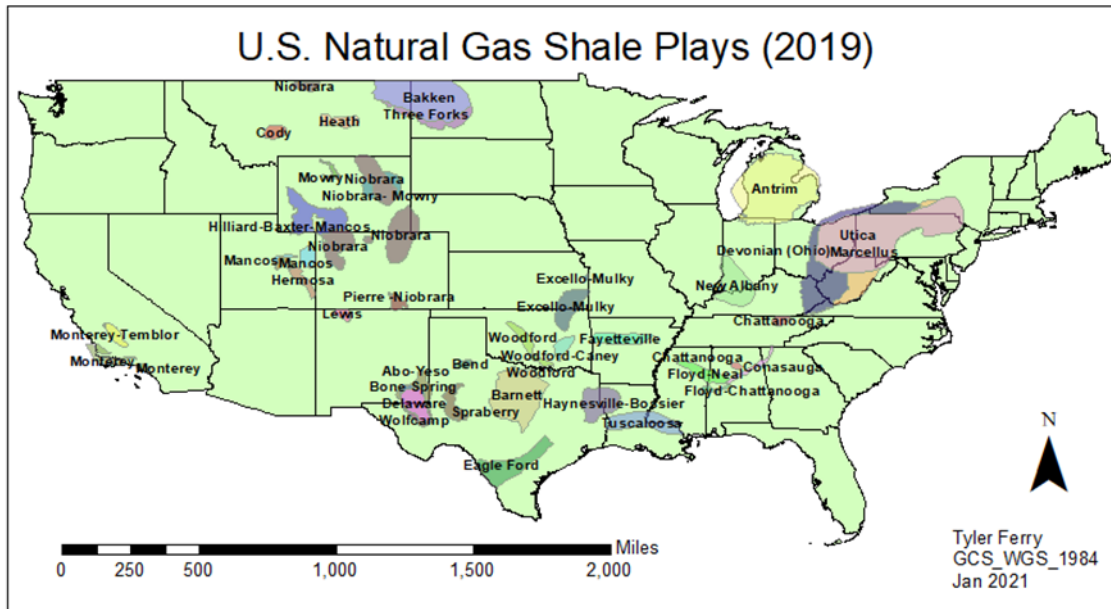 U.S. Natural Gas Shale Plays (2019)
Niobrara
Bakken
Three Forks
Heath
Cody
Mowry
Niobrara
Niobrara- Mowry
Antrim
Hilliard-Baxter-Mancos
Niobrara
Niobrara
Utica
Devonian (Ohio)
Marcellus
Mancos
Mancos
Hermosa
Excello-Mulky
New Albany
Pierre -Niobrara
Excello-Mulky
Lewis
Chattanooga
Monterey-Temblor
Woodford
Fayetteville
Monterey
Monterey
Woodford-Caney
Chattanooga
Bend
Conasauga
Abo-Yeso
Woodford
Floyd-Neal
Bone Spring
Barnett
Floyd-Chattanooga
Delaware
Spraberry
Haynesville-Bossier
Wolfcamp
Tuscaloosa
Eagle Ford
N
Miles
0 250 500 1,000 1,500 2,000
Tyler Ferry
GCS_WGS_1984
Jan 2021